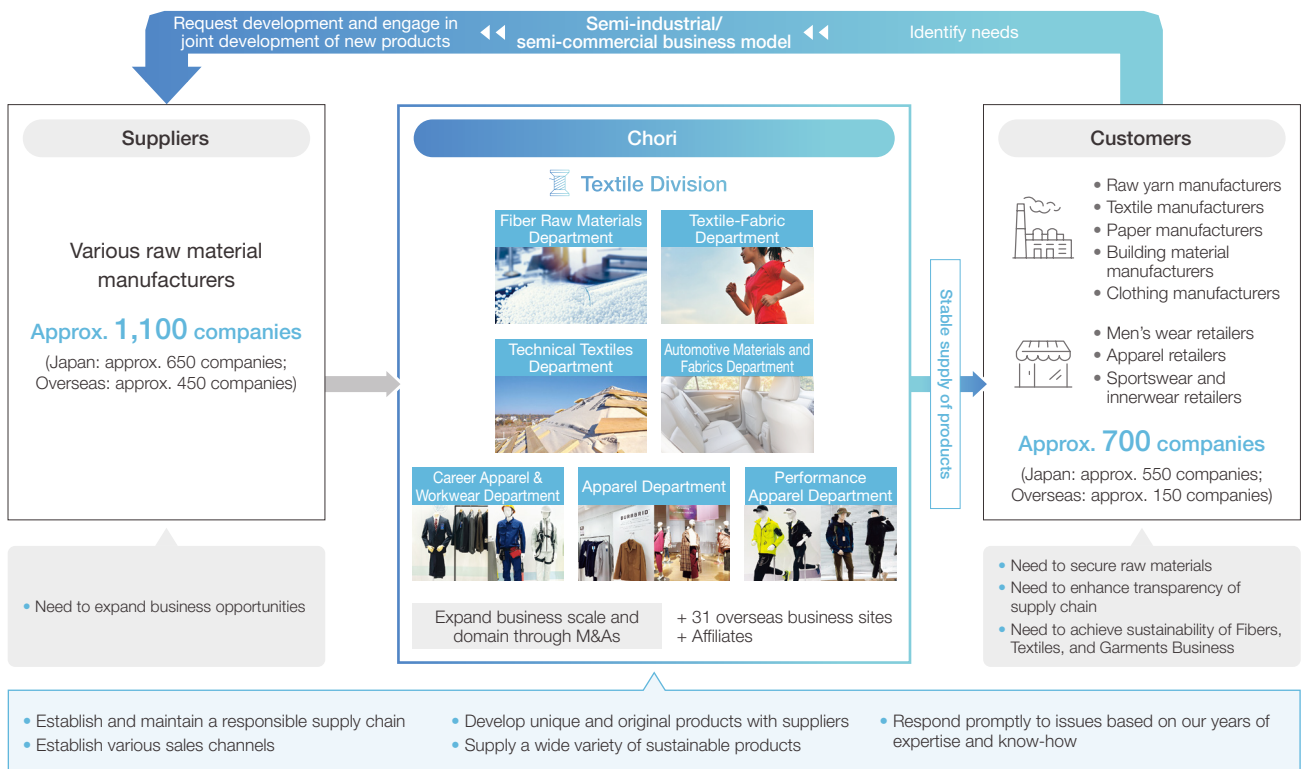 Request development and engage in
joint development of new products
Semi-industrial/
semi-commercial business model
Identify needs
Suppliers
Various raw material
manufacturers
Approx. 1,100 companies
(Japan: approx. 650 companies;
Overseas: approx. 450 companies)
• Need to expand business opportunities
Chori
Textile Division
Fiber Raw Materials
Department
Textile-Fabric
Department
Technical Textiles
Department
Automotive Materials and
Fabrics Department
Career Apparel &
Workwear Department
Apparel Department
Performance
Apparel Department
Expand business scale and
domain through M&As
+ 31 overseas business sites
+ Affiliates
Stable supply of products
Customers
• Raw yarn manufacturers
• Textile manufacturers
• Paper manufacturers
• Building material
manufacturers
• Clothing manufacturers
• Men's wear retailers
• Apparel retailers
• Sportswear and
innerwear retailers
Approx. 700 companies
(Japan: approx. 550 companies;
Overseas: approx. 150 companies)
• Need to secure raw materials
• Need to enhance transparency of
supply chain
• Need to achieve sustainability of Fibers,
Textiles, and Garments Business
• Establish and maintain a responsible supply chain
• Establish various sales channels
• Develop unique and original products with suppliers
• Supply a wide variety of sustainable products
• Respond promptly to issues based on our years of
expertise and know-how